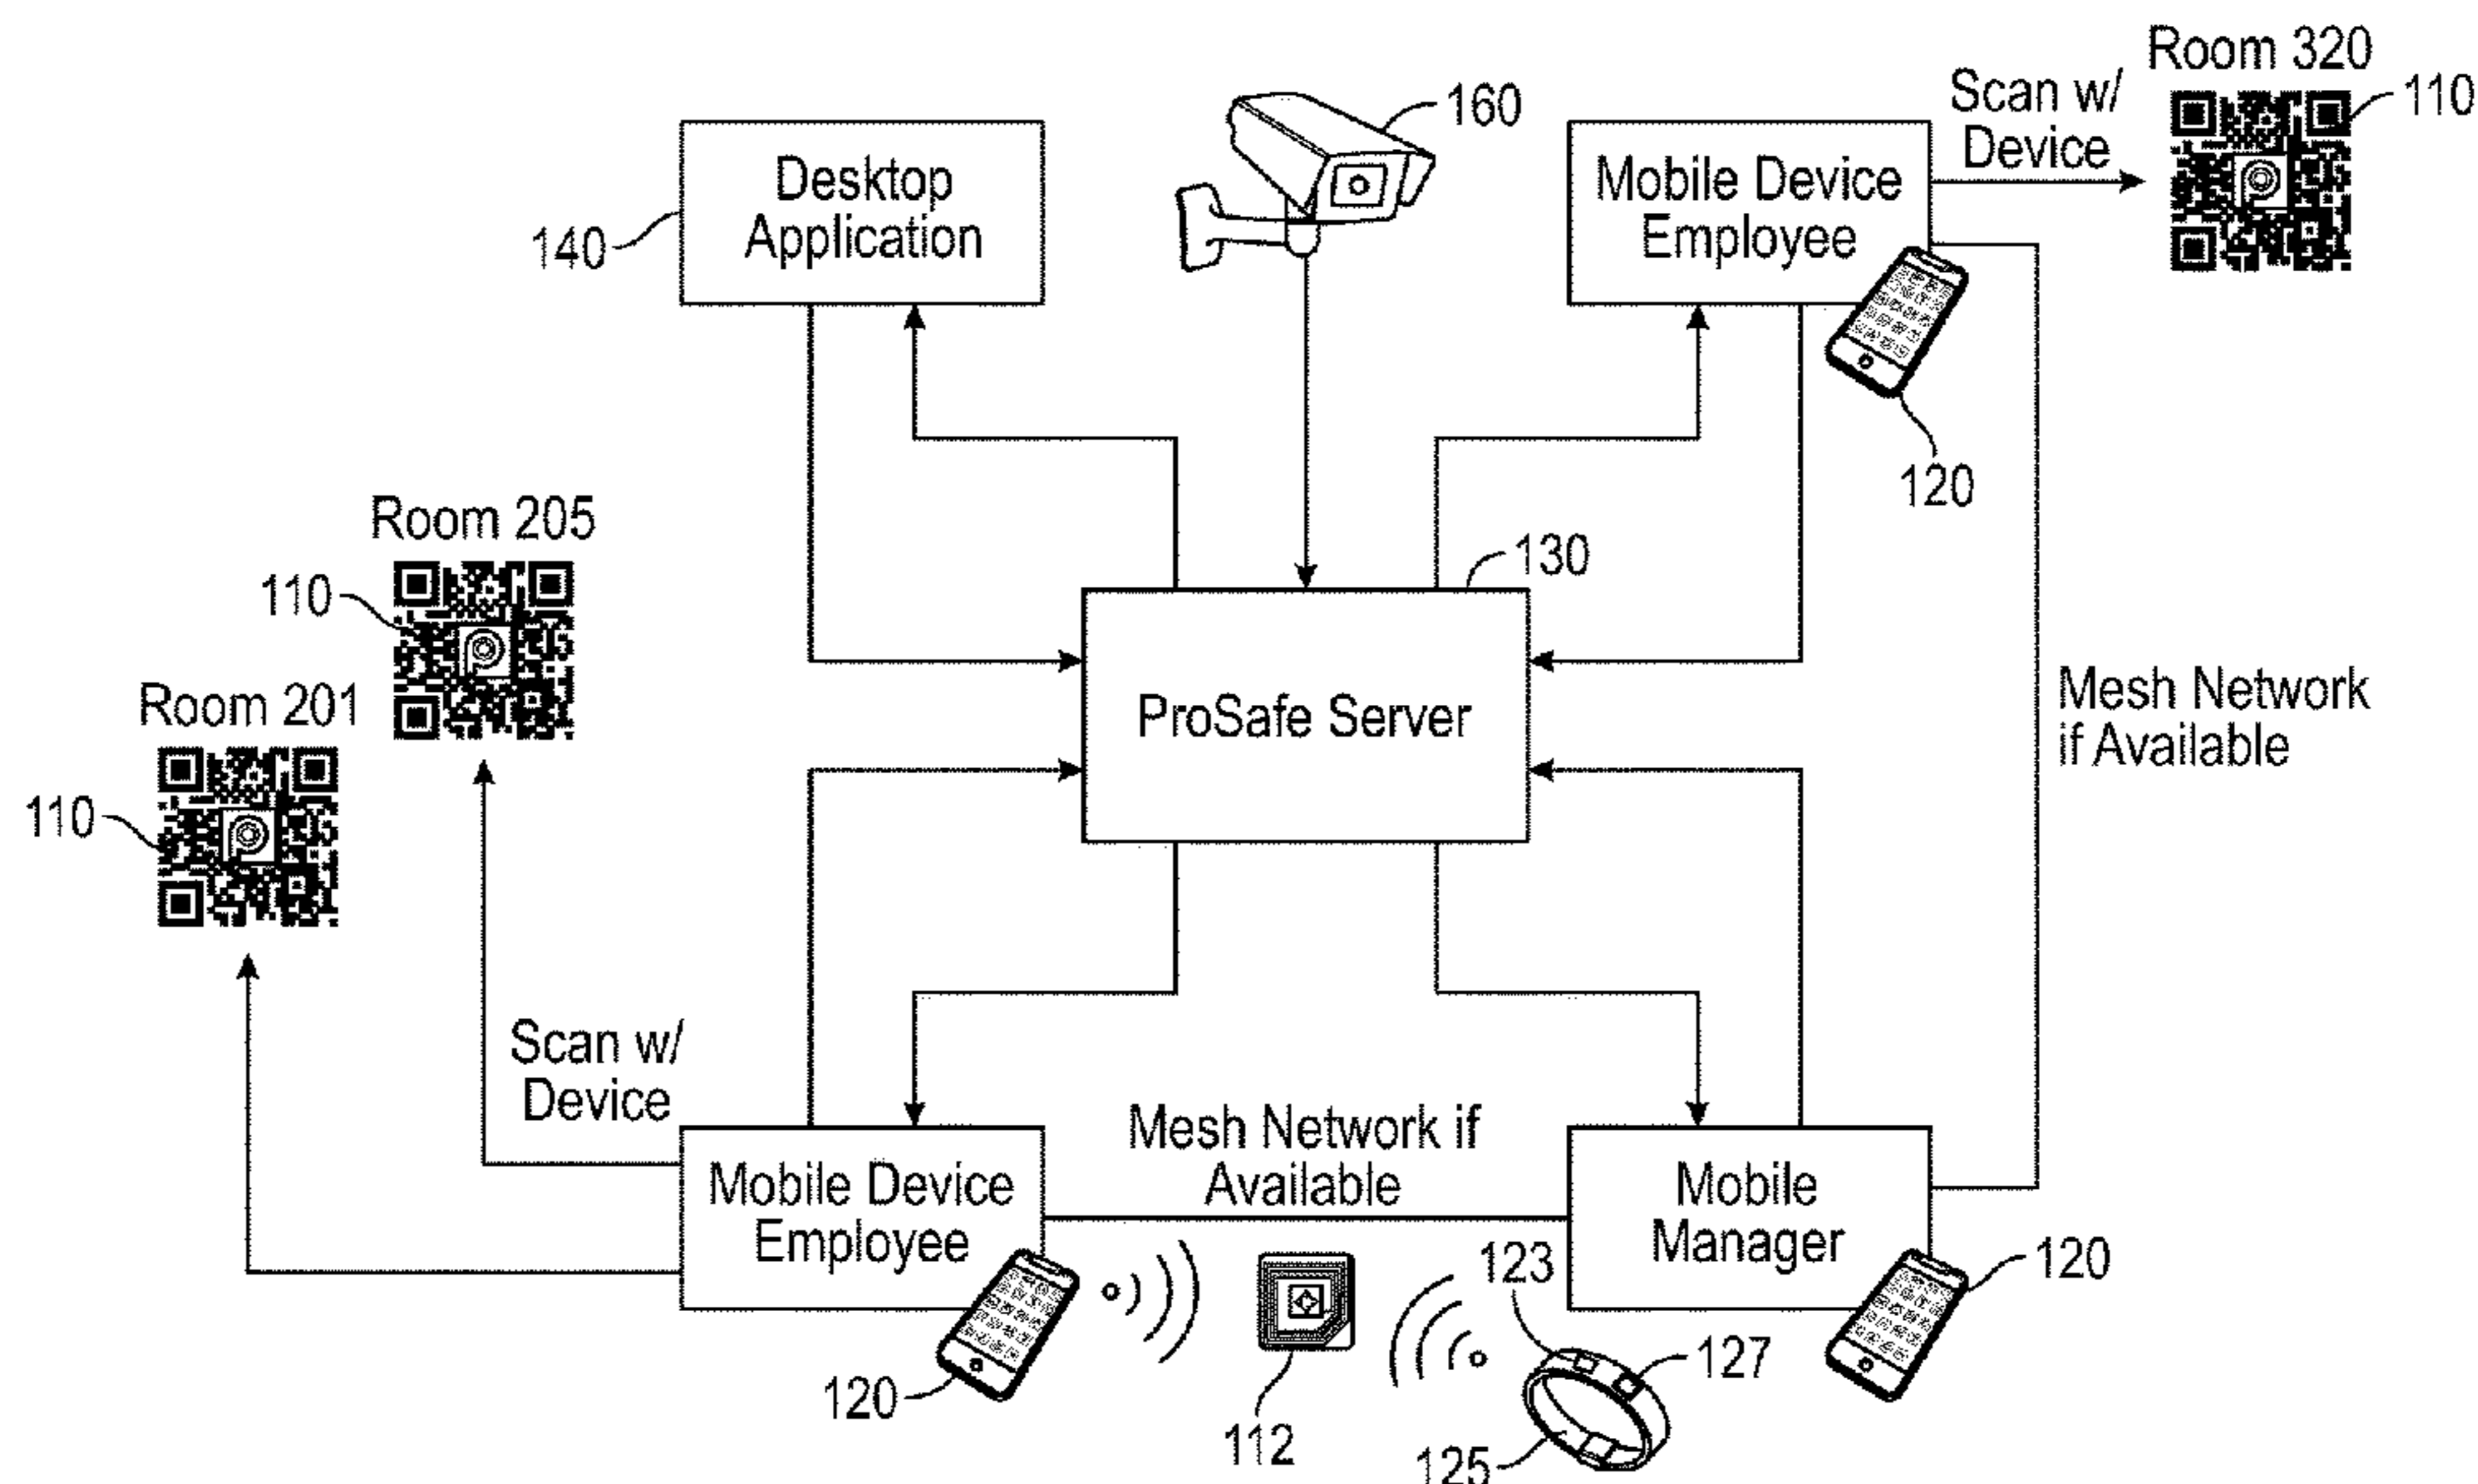 Room 320
Scan w/
Device
110
160
Desktop
Application
140
Mobile Device
Employee
120
Room 205
110
130
ProSafe Server
Room 201
110
Mesh Network
if Available
Scan w/
Device
Mobile Device
Employee
120
Mesh Network if
Available
Mobile
Manager
120
123
127
112
125